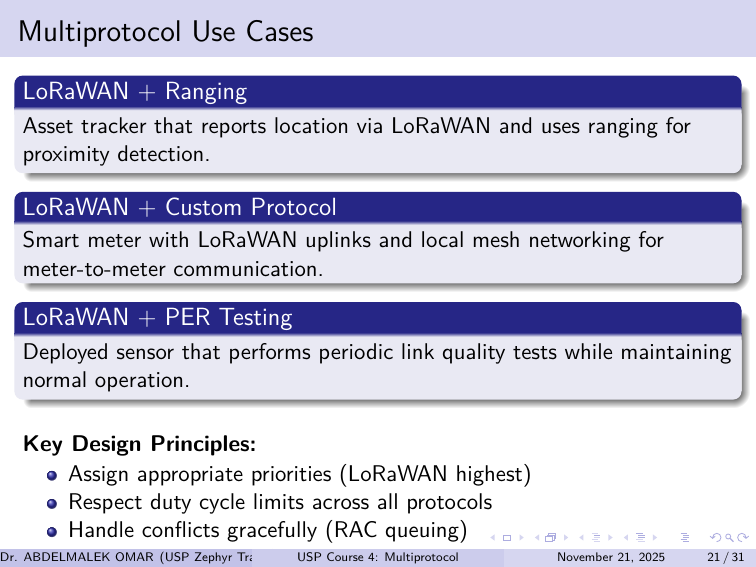 Multiprotocol Use Cases
LoRaWAN + Ranging
Asset tracker that reports location via LoRaWAN and uses ranging for
proximity detection.
LoRaWAN + Custom Protocol
Smart meter with LoRaWAN uplinks and local mesh networking for
meter-to-meter communication.
LoRaWAN + PER Testing
Deployed sensor that performs periodic link quality tests while maintaining
normal operation.
Key Design Principles:
Assign appropriate priorities (LoRaWAN highest)
Respect duty cycle limits across all protocols
Handle conflicts gracefully (RAC queuing)
Dr. ABDELMALEK OMAR (USP Zephyr Tra USP Course 4: Multiprotocol November 21, 2025 21 / 31